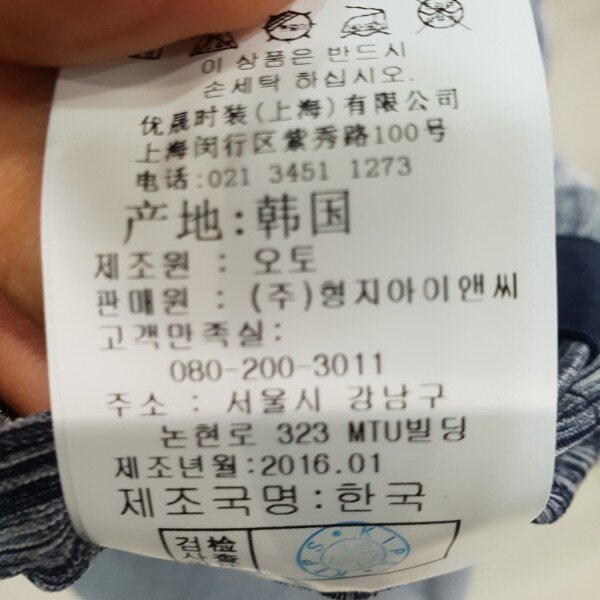 이 상품은 반드시
손세탁 하십시오.
优晟时装(上海)有限公司
上海闵行区紫秀路100号
电话:021 3451 1273
产地:韩国
제조원 : 오토
판매원 : (주)형지아이앤씨
고객만족실:
080-200-3011
주소 : 서울시 강남구
논현로 323 MTU빌딩
제조년월:2016.01
제조국명:한국
검检